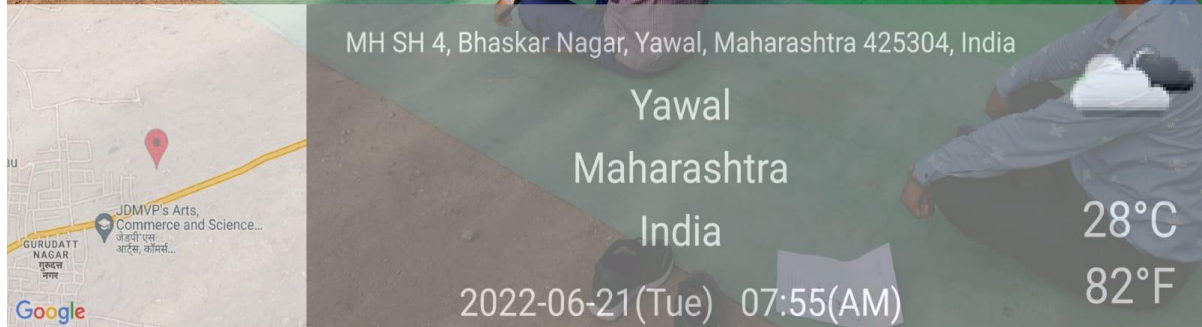 MH SH 4, Bhaskar Nagar, Yawal, Maharashtra 425304, India
Yawal
Maharashtra
India
2022-06-21(Tue) 07:55(AM)
28°C
82°F
JDMVP's Arts,
Commerce and Science...
जेडीपी'एस
आर्ट्स, कॉमर्स...
GURUDATT
NAGAR
गुरुदत्त
नगर
Google